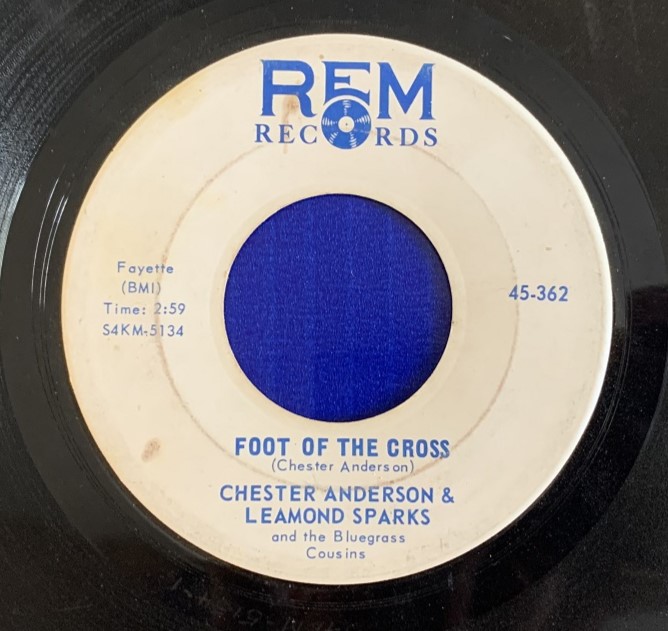 REM
RECORDS
Fayette
(BMI)
Time: 2:59
S4KM-5134
45-362
FOOT OF THE CROSS
(Chester Anderson)
CHESTER ANDERSON &
LEAMOND SPARKS
and the Bluegrass
Cousins